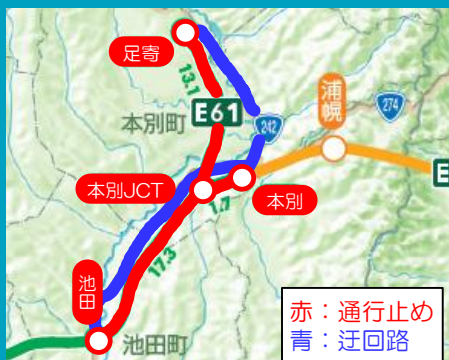 足寄
13.1
本別町
E61
浦幌
274
242
本別JCT
1.7
本別
E
17.3
池田
池田町
赤：通行止め
青：迂回路